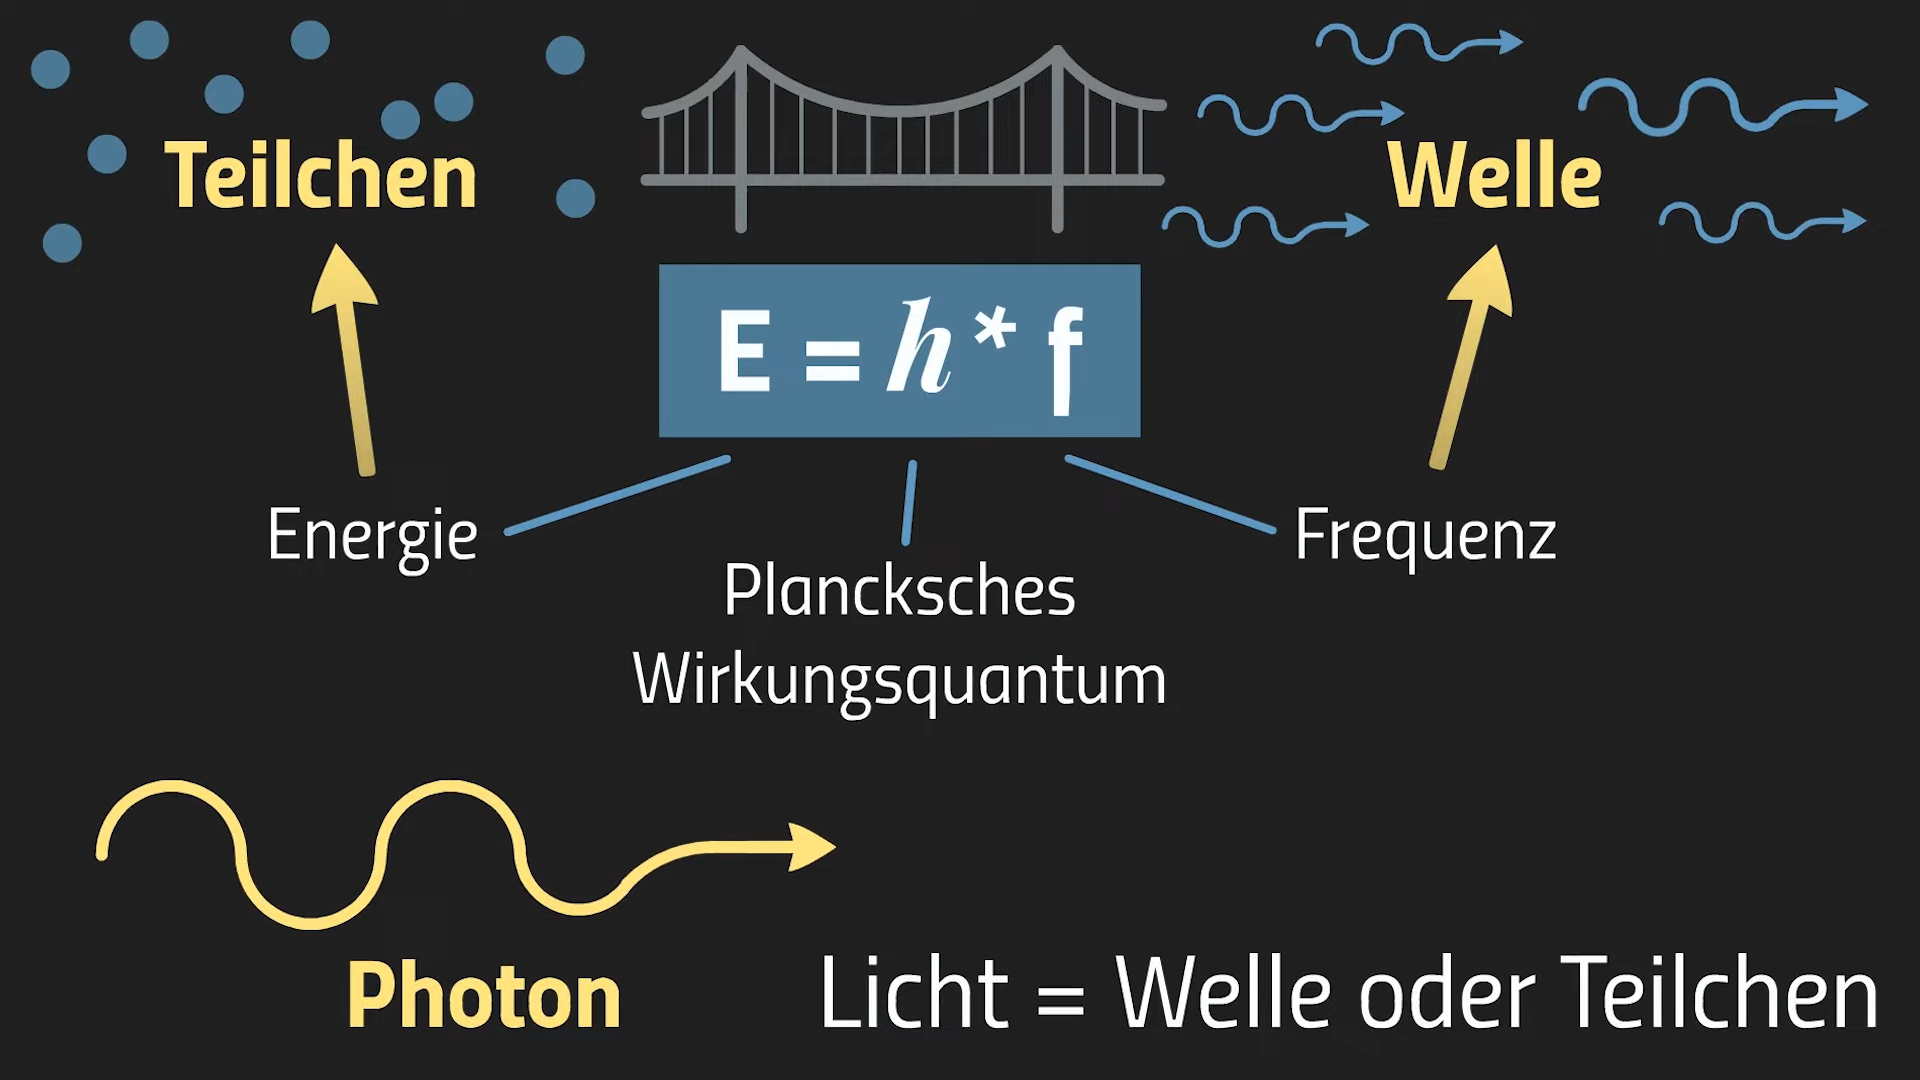 Teilchen
Welle
E = h * f
Energie
Plancksches
Wirkungsquantum
Frequenz
Photon
Licht = Welle oder Teilchen